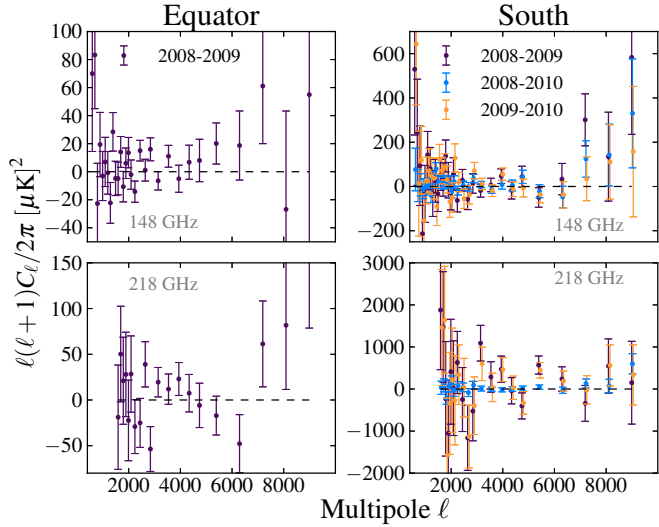 Equator
South
100
80
60
40
20
0
−20
−40
2008-2009
148 GHz
600
400
200
0
−200
2008-2009
2008-2010
2009-2010
148 GHz
ℓ(ℓ+1)Cℓ/2π [μK]²
150
100
50
0
−50
218 GHz
2000 4000 6000 8000
3000
2000
1000
0
−1000
−2000
218 GHz
2000 4000 6000 8000
Multipole ℓ